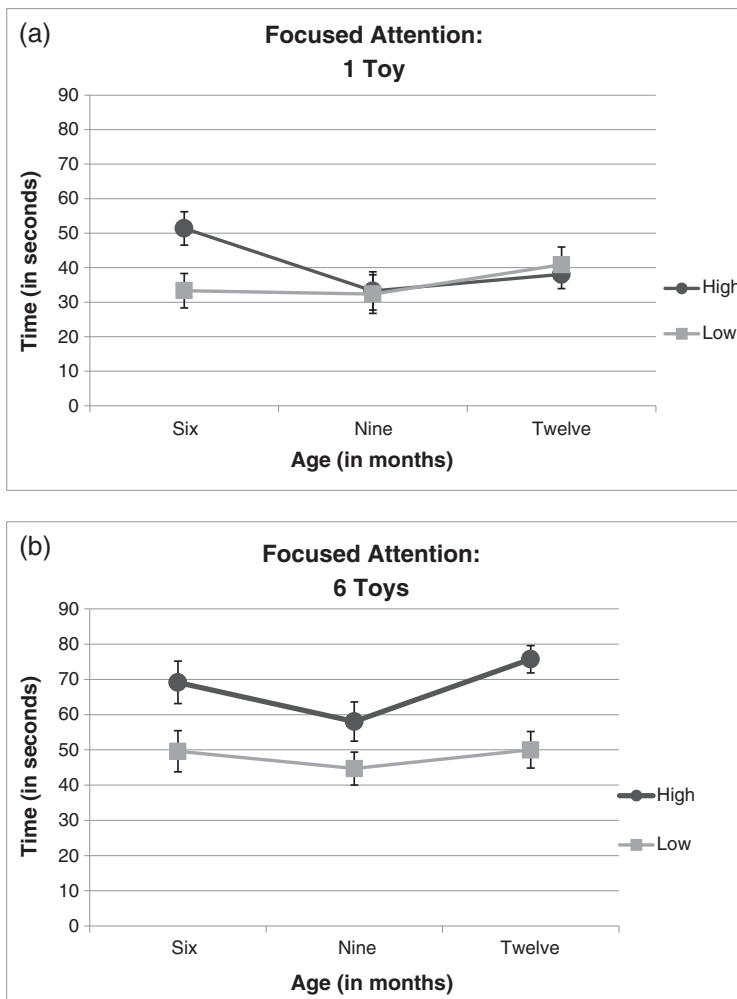 (a)
Focused Attention:
1 Toy
90
80
70
60
50
40
30
20
10
0
Time (in seconds)
Six Nine Twelve
Age (in months)
High
Low
(b)
Focused Attention:
6 Toys
90
80
70
60
50
40
30
20
10
0
Time (in seconds)
Six Nine Twelve
Age (in months)
High
Low